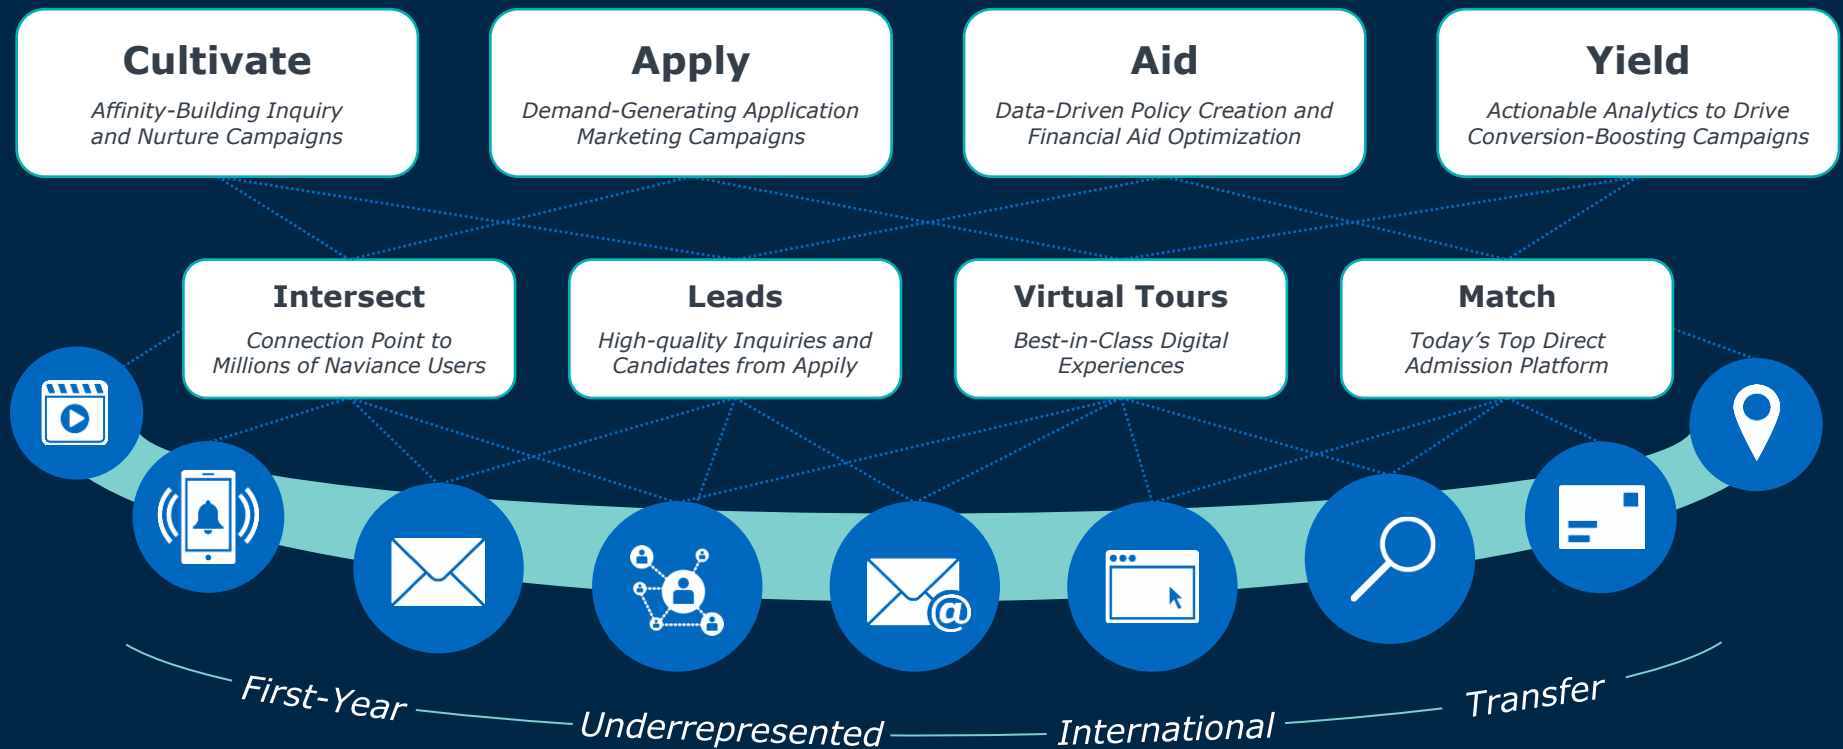 Cultivate
Affinity-Building Inquiry
and Nurture Campaigns
Apply
Demand-Generating Application
Marketing Campaigns
Aid
Data-Driven Policy Creation and
Financial Aid Optimization
Yield
Actionable Analytics to Drive
Conversion-Boosting Campaigns
Intersect
Connection Point to
Millions of Naviance Users
Leads
High-quality Inquiries and
Candidates from Appily
Virtual Tours
Best-in-Class Digital
Experiences
Match
Today’s Top Direct
Admission Platform
@
First-Year
Underrepresented
International
Transfer